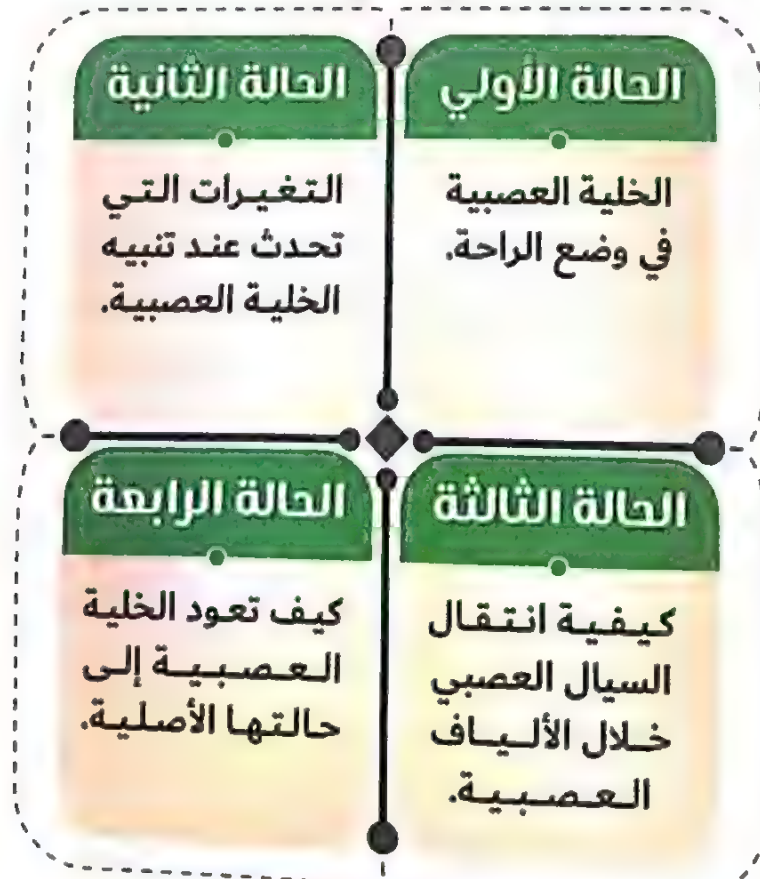 الحالة الأولي
الخلية العصبية
في وضع الراحة.
الحالة الثانية
التغيرات التي
تحدث عند تنبيه
الخلية العصبية.
الحالة الثالثة
كيفية انتقال
السيال العصبي
خلال الألياف
العصبية.
الحالة الرابعة
كيف تعود الخلية
العصبية إلى
حالتها الأصلية.